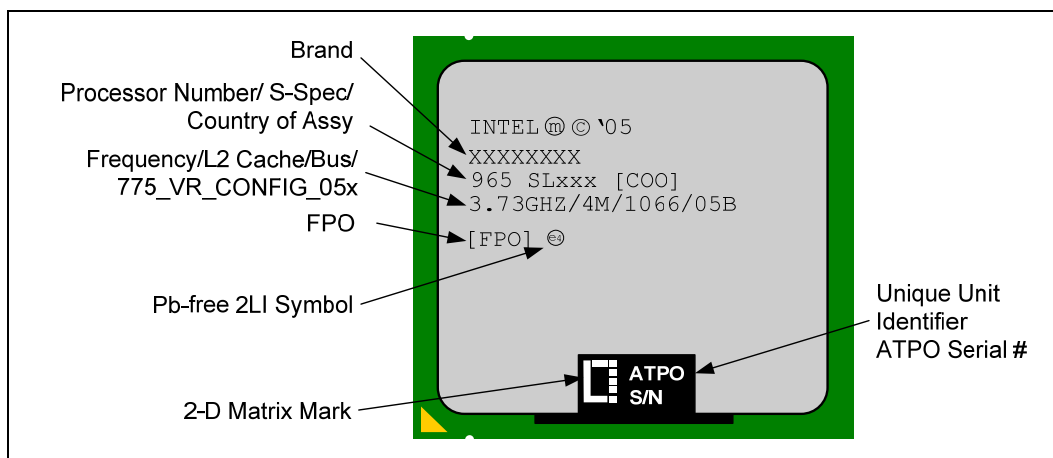 Brand
Processor Number/ S-Spec/
Country of Assy
Frequency/L2 Cache/Bus/
775_VR_CONFIG_05x
FPO
Pb-free 2LI Symbol
2-D Matrix Mark
INTEL ⓜ © '05
XXXXXXXX
965 SLxxx [COO]
3.73GHZ/4M/1066/05B
[FPO] e4
ATPO
S/N
Unique Unit
Identifier
ATPO Serial #